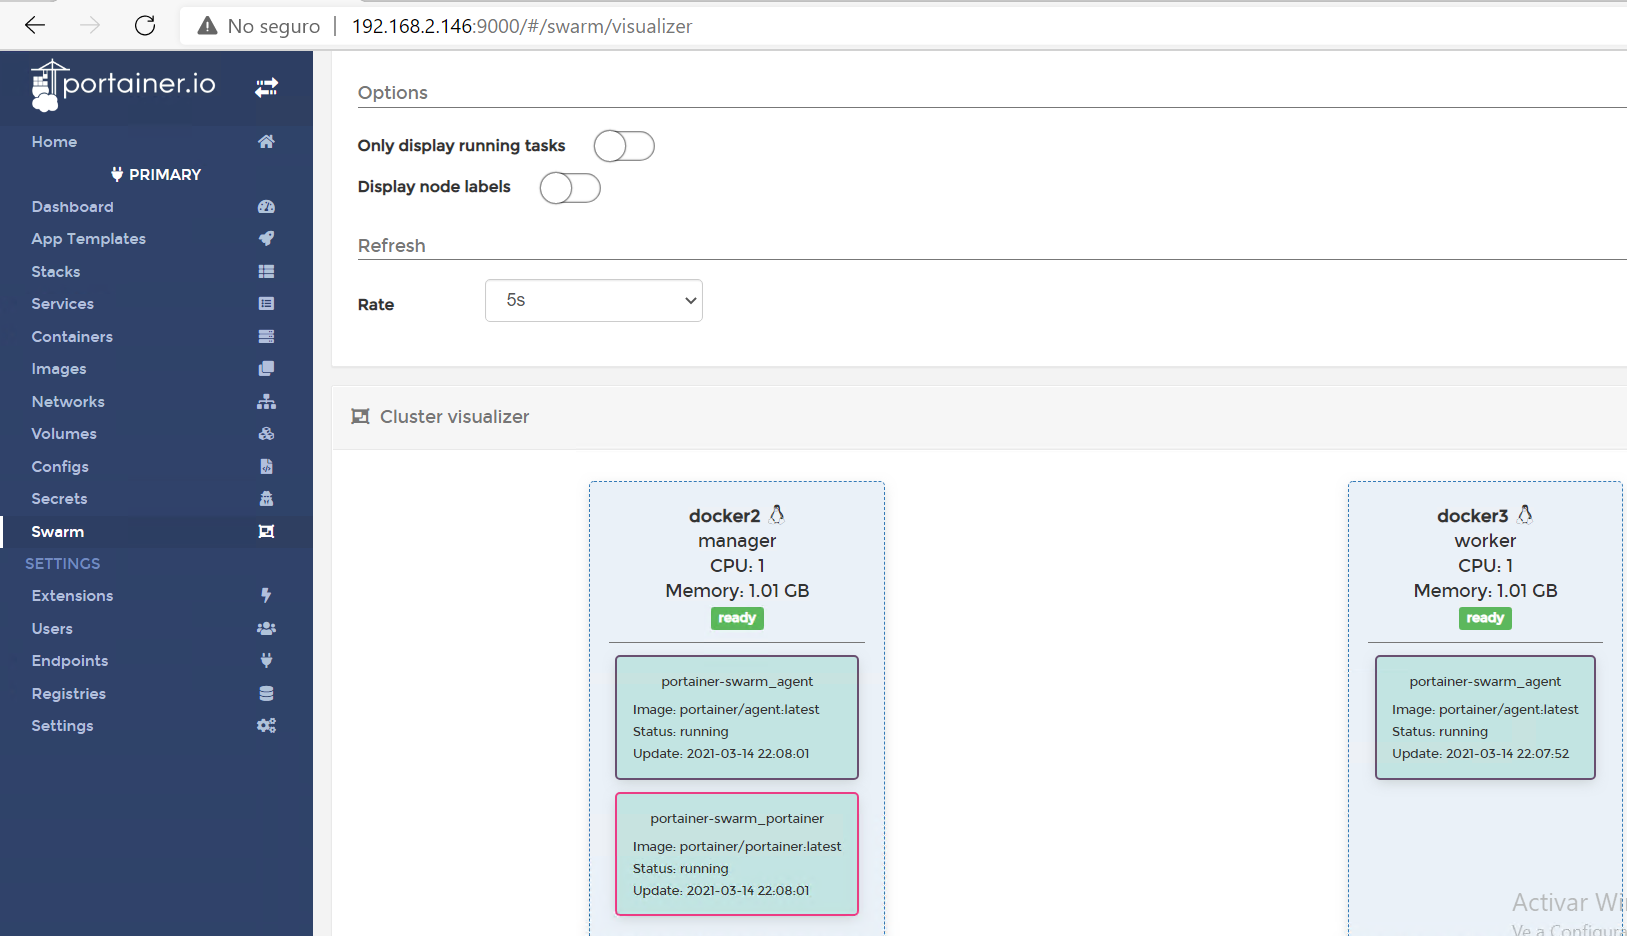 No seguro | 192.168.2.146:9000/#/swarm/visualizer
portainer.io
Home
PRIMARY
Dashboard
App Templates
Stacks
Services
Containers
Images
Networks
Volumes
Configs
Secrets
Swarm
SETTINGS
Extensions
Users
Endpoints
Registries
Settings
Options
Only display running tasks
Display node labels
Refresh
Rate 5s
Cluster visualizer
docker2
manager
CPU: 1
Memory: 1.01 GB
ready
portainer-swarm_agent
Image: portainer/agent:latest
Status: running
Update: 2021-03-14 22:08:01
portainer-swarm_portainer
Image: portainer/portainer:latest
Status: running
Update: 2021-03-14 22:08:01
docker3
worker
CPU: 1
Memory: 1.01 GB
ready
portainer-swarm_agent
Image: portainer/agent:latest
Status: running
Update: 2021-03-14 22:07:52
Activar Wi
Ve a Configura